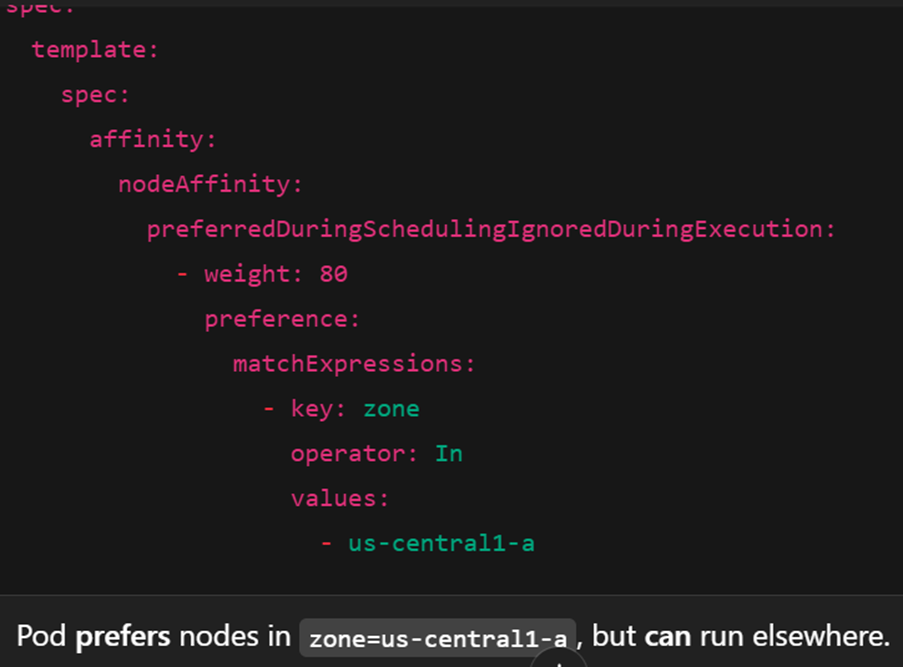 spec:
template:
spec:
affinity:
nodeAffinity:
preferredDuringSchedulingIgnoredDuringExecution:
- weight: 80
preference:
matchExpressions:
- key: zone
operator: In
values:
- us-central1-a
Pod prefers nodes in zone=us-central1-a, but can run elsewhere.